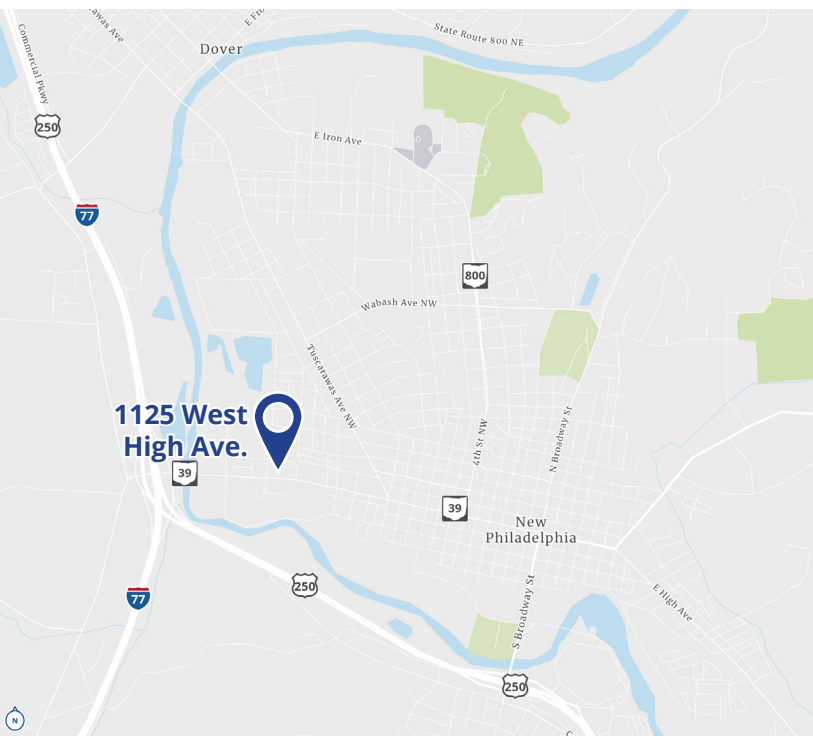 Commercial Pkwy
Dover
State Route 800 NE
250
E Iron Ave
77
800
Wabash Ave NW
Tuscarawas Ave NW
1125 West
High Ave.
39
4th St NW
N Broadway St
39
New
Philadelphia
250
77
S Broadway St
E High Ave
250
N